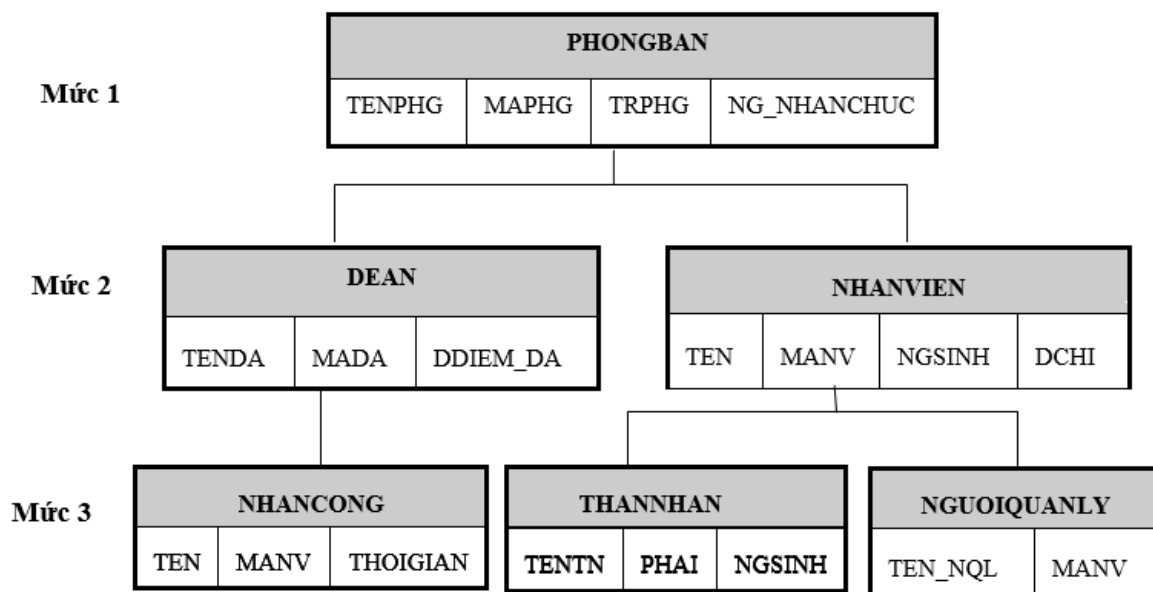 PHONGBAN
Mức 1
TENPHG MAPHG TRPHG NG_NHANCHUC
DEAN
Mức 2
NHANVIEN
TENDA MADA DDIEM_DA
TEN MANV NGSINH DCHI
NHANCONG
THANNHAN
NGUOIQUANLY
Mức 3
TEN MANV THOIGIAN
TENTN PHAI NGSINH
TEN_NQL MANV